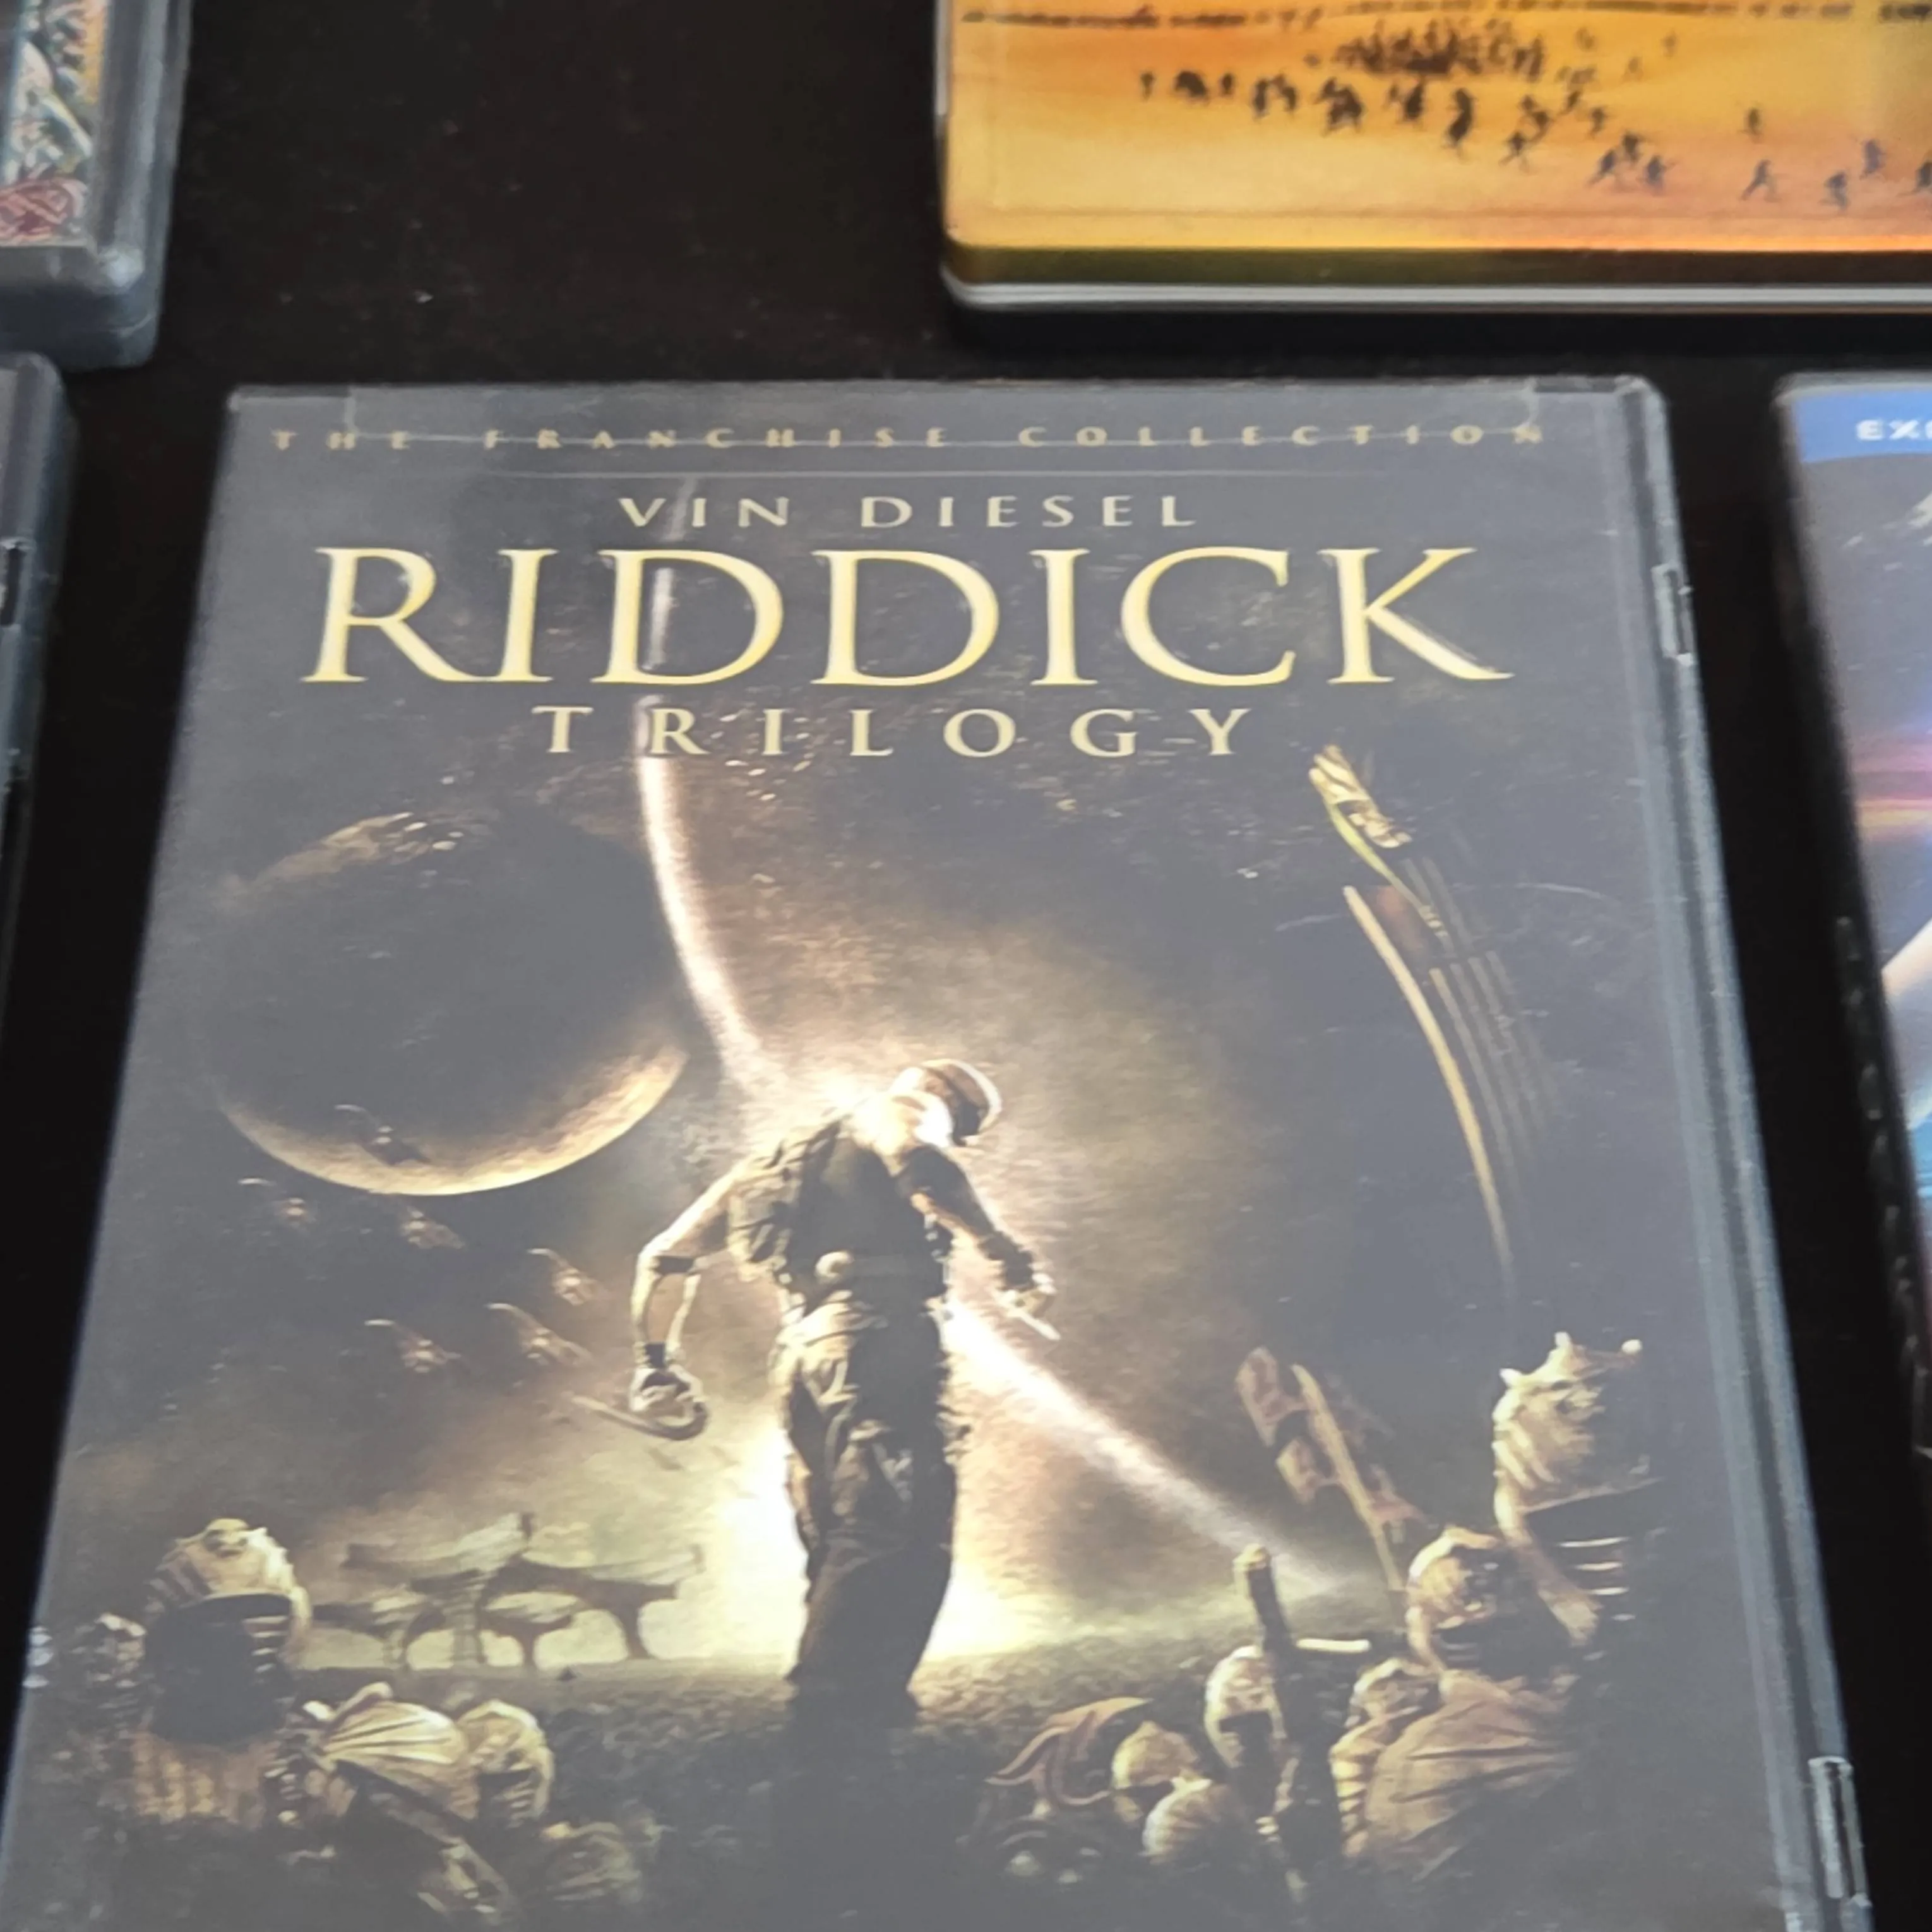 THE FRANCHISE COLLECTION
VIN DIESEL
RIDDICK
TRILOGY